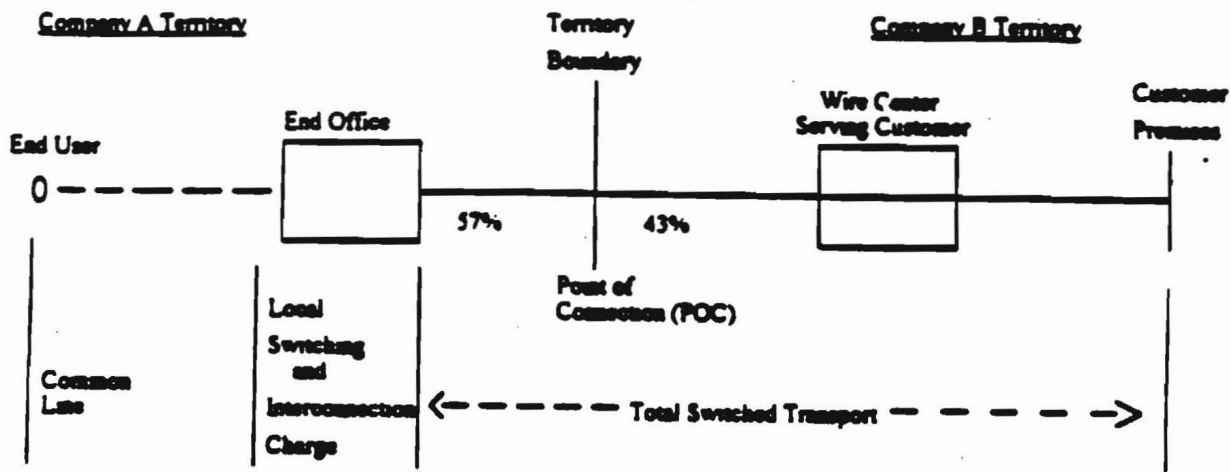 Company A Territory
Territory
Boundary
Company B Territory
Customer
Premises
Wire Center
Serving Customer
End Office
End User
0
57%
43%
Point of
Connection (POC)
Local
Switching
and
Interconnection
Charge
Common
Line
Total Switched Transport